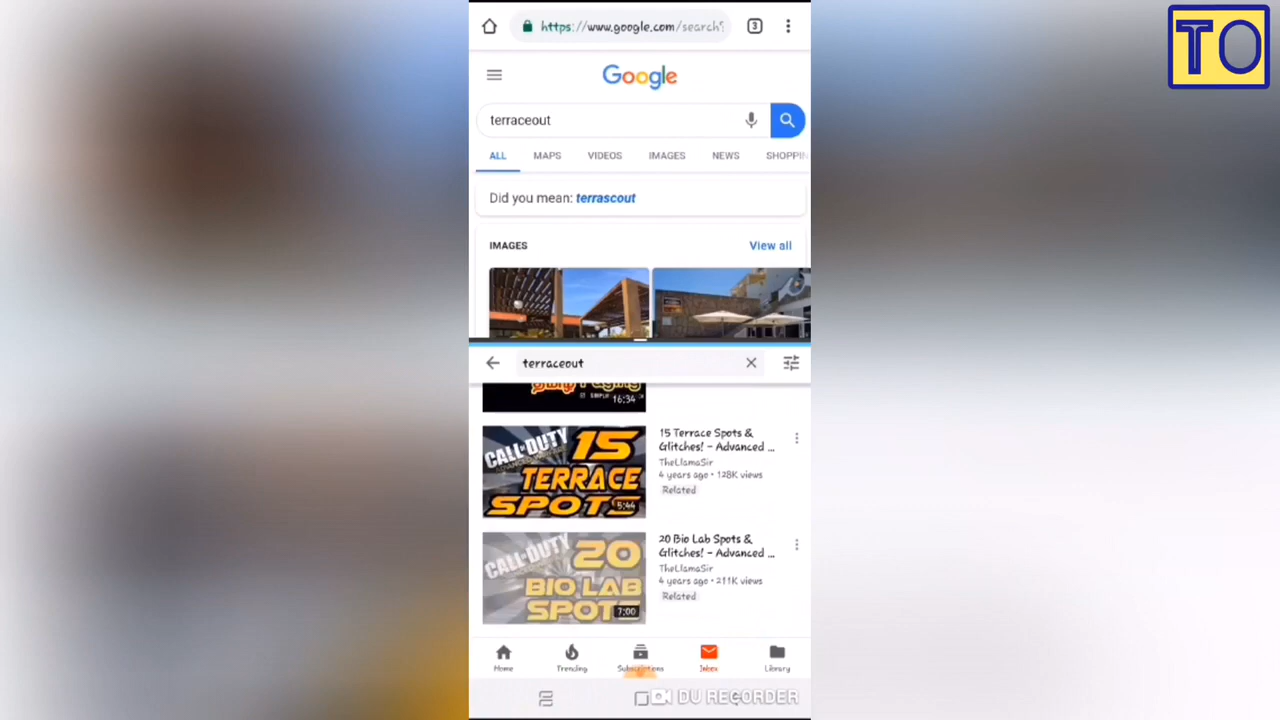 https://www.google.com/search?
3
TO
Google
terraceout
ALL MAPS VIDEOS IMAGES NEWS SHOPPIN
Did you mean: terrascout
IMAGES View all
terraceout
16:34
CALL OF DUTY
15
TERRACE
SPOTS
5:44
15 Terrace Spots &
Glitches! - Advanced ...
TheLlamaSir
4 years ago • 128K views
Related
CALL OF DUTY
20
BIO LAB
SPOTS
7:00
20 Bio Lab Spots &
Glitches! - Advanced ...
TheLlamaSir
4 years ago • 211K views
Related
Home Trending Subscriptions Inbox Library
DU RECORDER